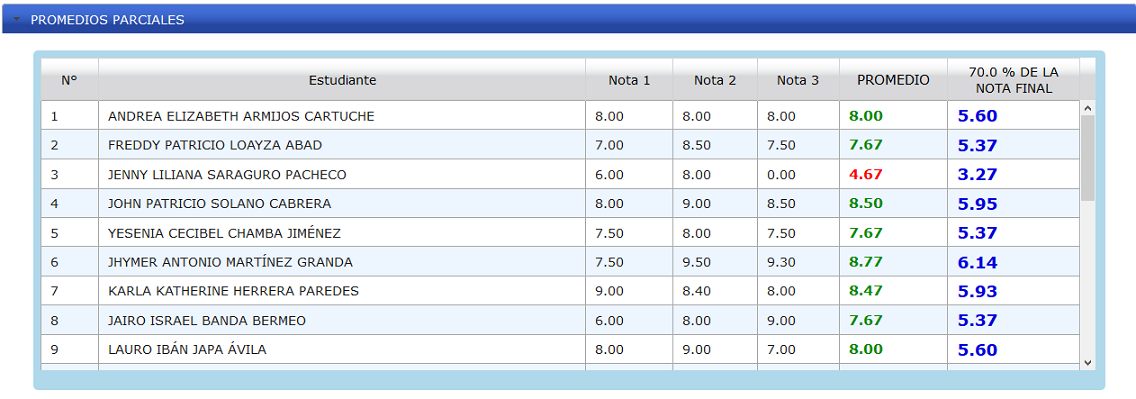 PROMEDIOS PARCIALES
N° Estudiante Nota 1 Nota 2 Nota 3 PROMEDIO 70.0 % DE LA
NOTA FINAL
1 ANDREA ELIZABETH ARMIJOS CARTUCHE 8.00 8.00 8.00 8.00 5.60
2 FREDDY PATRICIO LOAYZA ABAD 7.00 8.50 7.50 7.67 5.37
3 JENNY LILIANA SARAGURO PACHECO 6.00 8.00 0.00 4.67 3.27
4 JOHN PATRICIO SOLANO CABRERA 8.00 9.00 8.50 8.50 5.95
5 YESENIA CECIBEL CHAMBA JIMÉNEZ 7.50 8.00 7.50 7.67 5.37
6 JHYMER ANTONIO MARTÍNEZ GRANDA 7.50 9.50 9.30 8.77 6.14
7 KARLA KATHERINE HERRERA PAREDES 9.00 8.40 8.00 8.47 5.93
8 JAIRO ISRAEL BANDA BERMEO 6.00 8.00 9.00 7.67 5.37
9 LAURO IBÁN JAPA ÁVILA 8.00 9.00 7.00 8.00 5.60